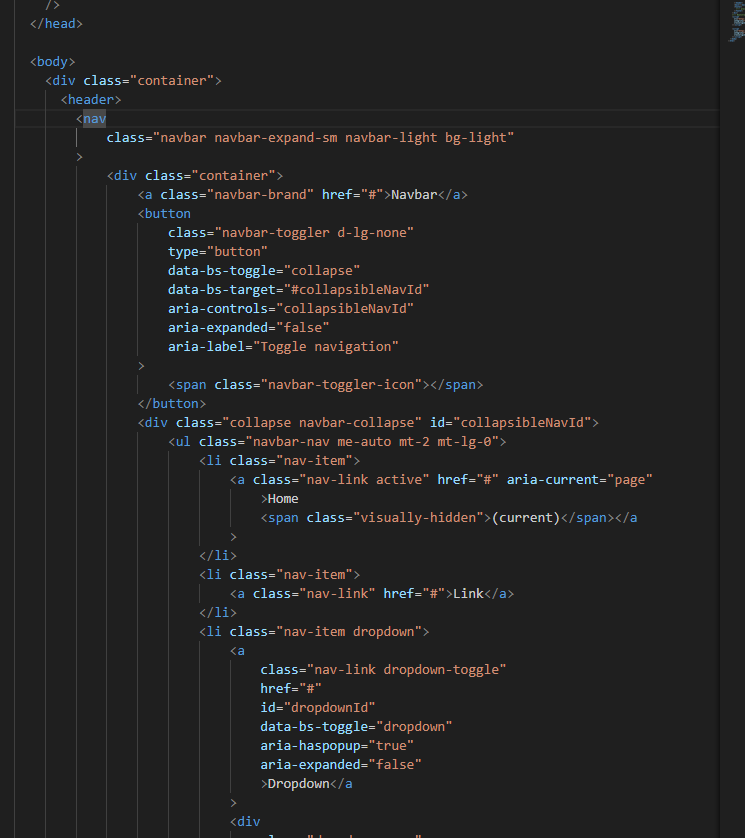 />
</head>
<body>
<div class="container">
<header>
<nav
class="navbar navbar-expand-sm navbar-light bg-light"
>
<div class="container">
<a class="navbar-brand" href="#">Navbar</a>
<button
class="navbar-toggler d-lg-none"
type="button"
data-bs-toggle="collapse"
data-bs-target="#collapsibleNavId"
aria-controls="collapsibleNavId"
aria-expanded="false"
aria-label="Toggle navigation"
>
<span class="navbar-toggler-icon"></span>
</button>
<div class="collapse navbar-collapse" id="collapsibleNavId">
<ul class="navbar-nav me-auto mt-2 mt-lg-0">
<li class="nav-item">
<a class="nav-link active" href="#" aria-current="page"
>Home
<span class="visually-hidden">(current)</span></a
>
</li>
<li class="nav-item">
<a class="nav-link" href="#">Link</a>
</li>
<li class="nav-item dropdown">
<a
class="nav-link dropdown-toggle"
href="#"
id="dropdownId"
data-bs-toggle="dropdown"
aria-haspopup="true"
aria-expanded="false"
>Dropdown</a
>
<div